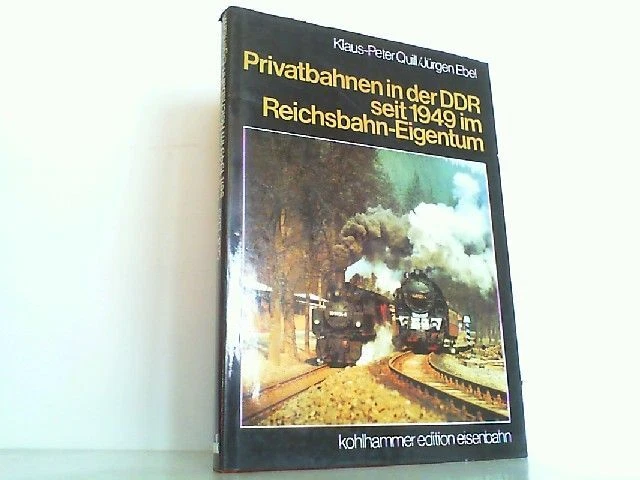 Klaus-Peter Quill/Jürgen Ebel
Privatbahnen in der DDR
seit 1949 im
Reichsbahn-Eigentum
kohlhammer edition eisenbahn